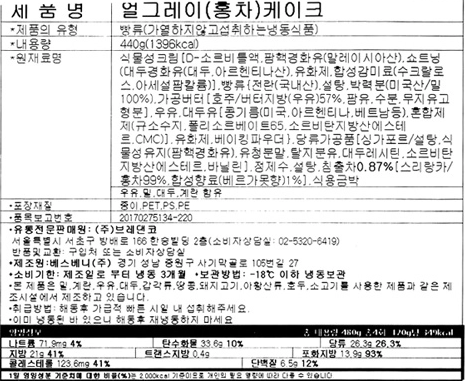 제 품 명 얼그레이(홍차)케이크
*제품의 유형 빵류(가열하지않고섭취하는냉동식품)
*내용량 440g(1396kcal)
*원재료명 식물성크림[D-소르비톨액,팜핵경화유(말레이시아산),쇼트닝
(대두경화유(대두,아르헨티나산),유화제,합성감미료(수크랄로
스,아세설팜칼륨)],빵류{전란(국내산),설탕,박력분(미국산/밀
100%),가공버터[호주/버터지방(우유)57%,팜유,수분,무지유고
형분],우유,대두유[콩기름(미국,아르헨티나,베트남등),혼합제
제(규소수지,폴리소르베이트65,소르비탄지방산에스테
르,CMC)],유화제,베이킹파우더},당류가공품[싱가포르/설탕,식
물성유지(팜핵경화유),유청분말,탈지분유,대두레시틴,소르비탄
지방산에스테르,바닐린],정제수,설탕,침출차0.87%[스리랑카/
홍차99%,합성향료(베르가못향)1%],식용금박
우유,밀,대두,계란 함유
*포장재질 종이,PET,PS,PE
*품목보고번호 20170275134-220
•유통전문판매원 : (주)브레댄코
서울특별시 서초구 방배로 166 한승빌딩 2층(소비자상담실: 02-5320-6419)
반품및교환: 구입처 또는 소비자상담실
•제조원:베스베니(주) 경기 성남 중원구 사기막골로 105번길 27
•소비기한: 제조일로 부터 냉동 3개월 •보관방법: -18℃ 이하 냉동보관
•본 제품은 밀,계란,우유,대두,갑각류,땅콩,돼지고기,아황산류,호두,소고기를 사용한 제품과 같은 제
조시설에서 제조하고 있습니다.
•취급방법: 해동후 가급적 빠른 시일 내 섭취해주세요.
•이미 냉동된 바 있으니 해동후 재냉동하지 마세요
영양정보 총 내용량 480g 총4회 120g당 349kcal
나트륨 71.9mg 4% 탄수화물 33.6g 10% 당류 26.3g 26.3%
지방 21g 41% 트랜스지방 0.4g 포화지방 13.9g 93%
콜레스테롤 123.6mg 41% 단백질 6.5g 12%
1일 영양성분 기준치에 대한 비율(%)는 2,000kcal 기준이므로 개인의 필요 열량에 따라 다를 수 있습니다